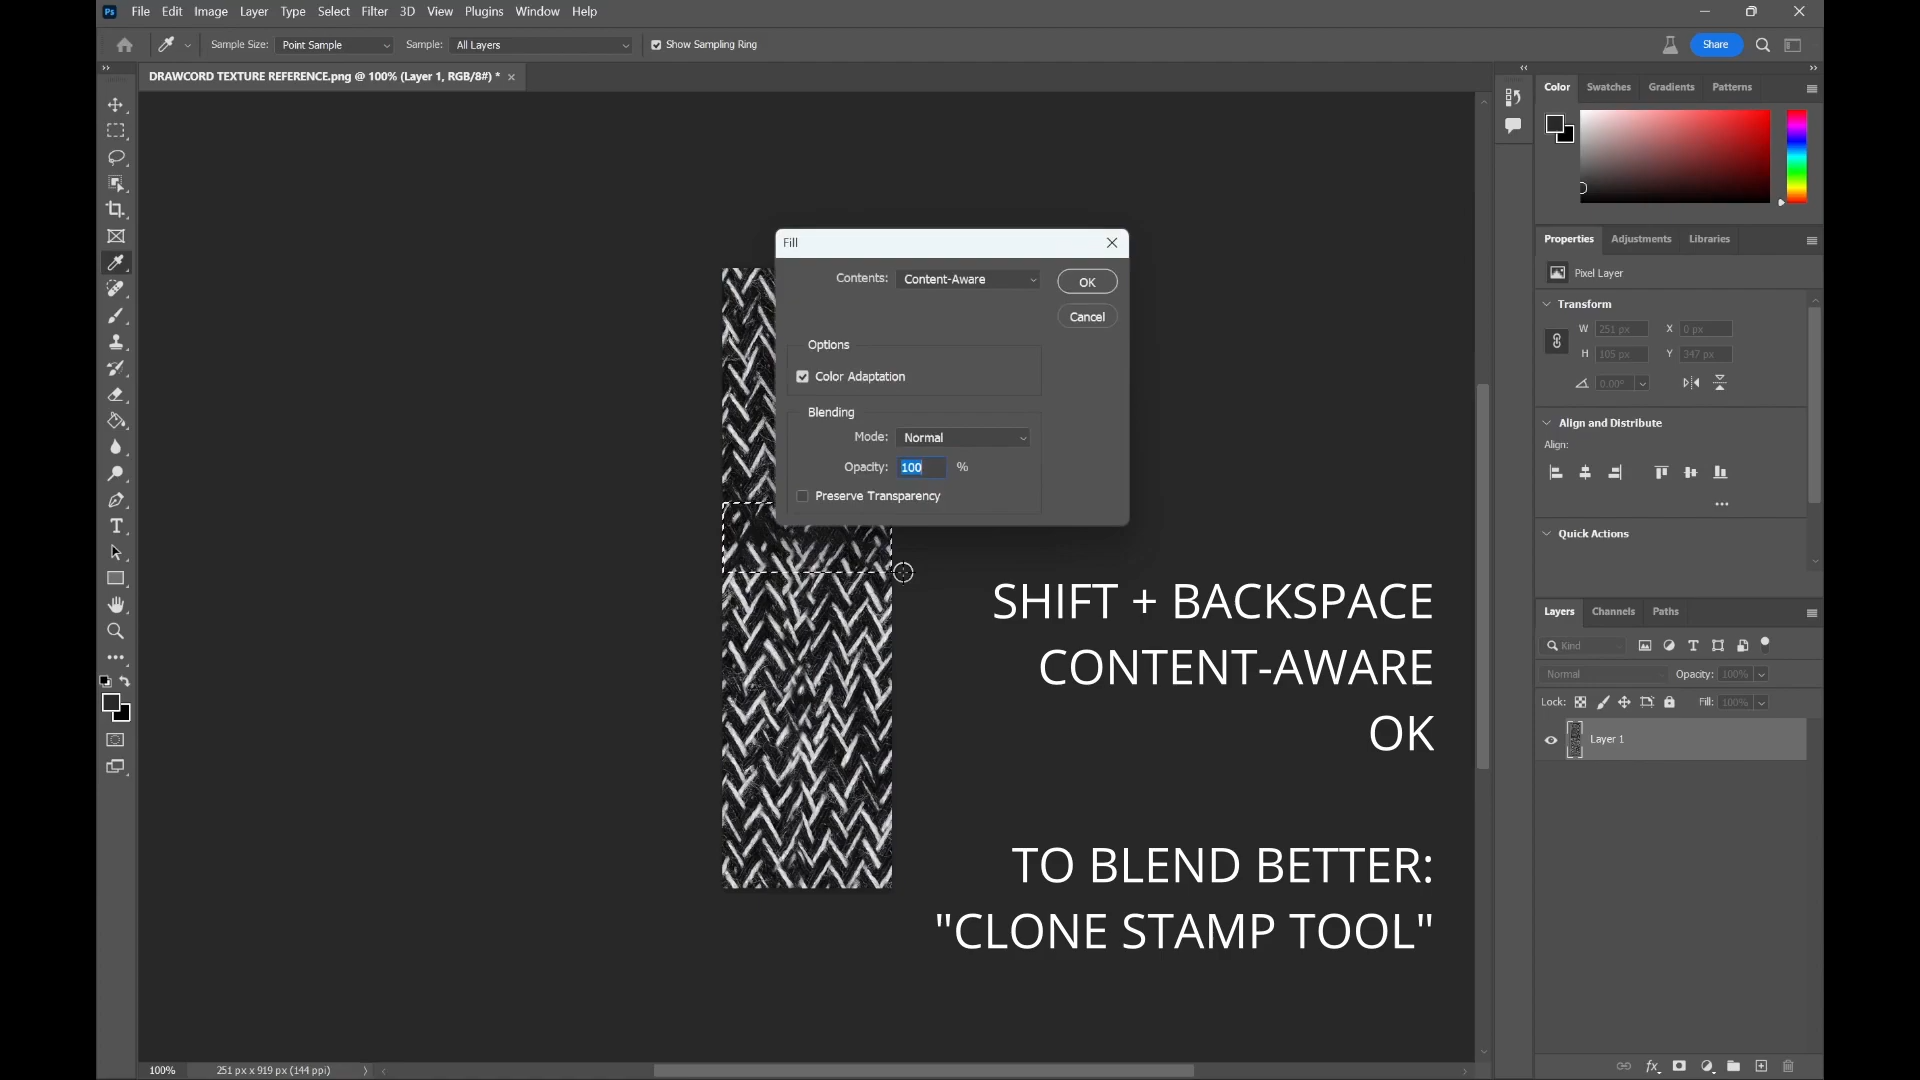 Ps File Edit Image Layer Type Select Filter 3D View Plugins Window Help
Sample Size: Point Sample Sample: All Layers Show Sampling Ring Share
DRAWCORD TEXTURE REFERENCE.png @ 100% (Layer 1, RGB/8#) *
Color Swatches Gradients Patterns
Properties Adjustments Libraries
Pixel Layer
Transform
W 251 px X 0 px
H 105 px Y 347 px
0.00°
Align and Distribute
Align:
Quick Actions
Layers Channels Paths
Kind
Normal Opacity: 100%
Lock: Fill: 100%
Layer 1
Fill
Contents: Content-Aware OK
Cancel
Options
Color Adaptation
Blending
Mode: Normal
Opacity: 100 %
Preserve Transparency
SHIFT + BACKSPACE
CONTENT-AWARE
OK
TO BLEND BETTER:
"CLONE STAMP TOOL"
100% 251 px x 919 px (144 ppi)